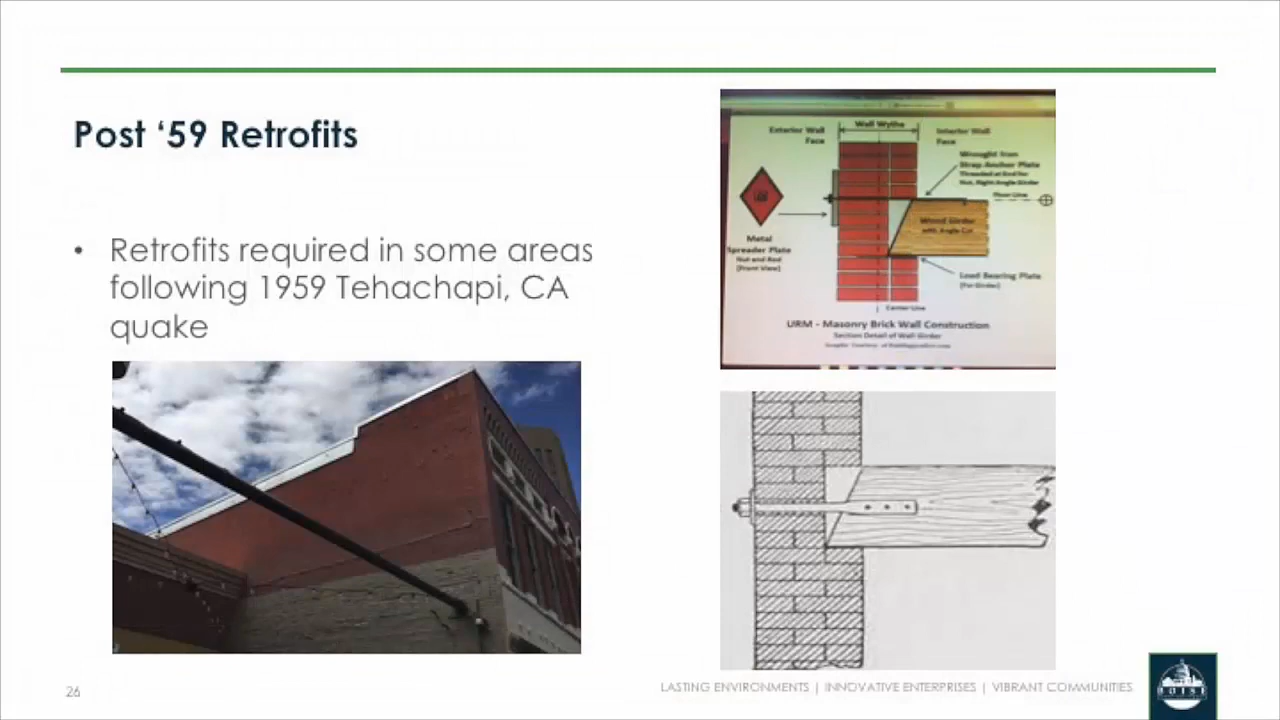 Post ‘59 Retrofits
• Retrofits required in some areas
following 1959 Tehachapi, CA
quake
Wall Wythe
Exterior Wall
Face
Interior Wall
Face
Wrought Iron
Strap Anchor Plate
Threaded at End for
Nut, Right Angle Girder
Floor Line
Wood Girder
with Angle Cut
Metal
Spreader Plate
Nut and Rod
(Front View)
Load Bearing Plate
(For Girder)
Center Line
URM - Masonry Brick Wall Construction
Section Detail of Wall-Girder
Graphic Courtesy of
26
LASTING ENVIRONMENTS | INNOVATIVE ENTERPRISES | VIBRANT COMMUNITIES
BOISE